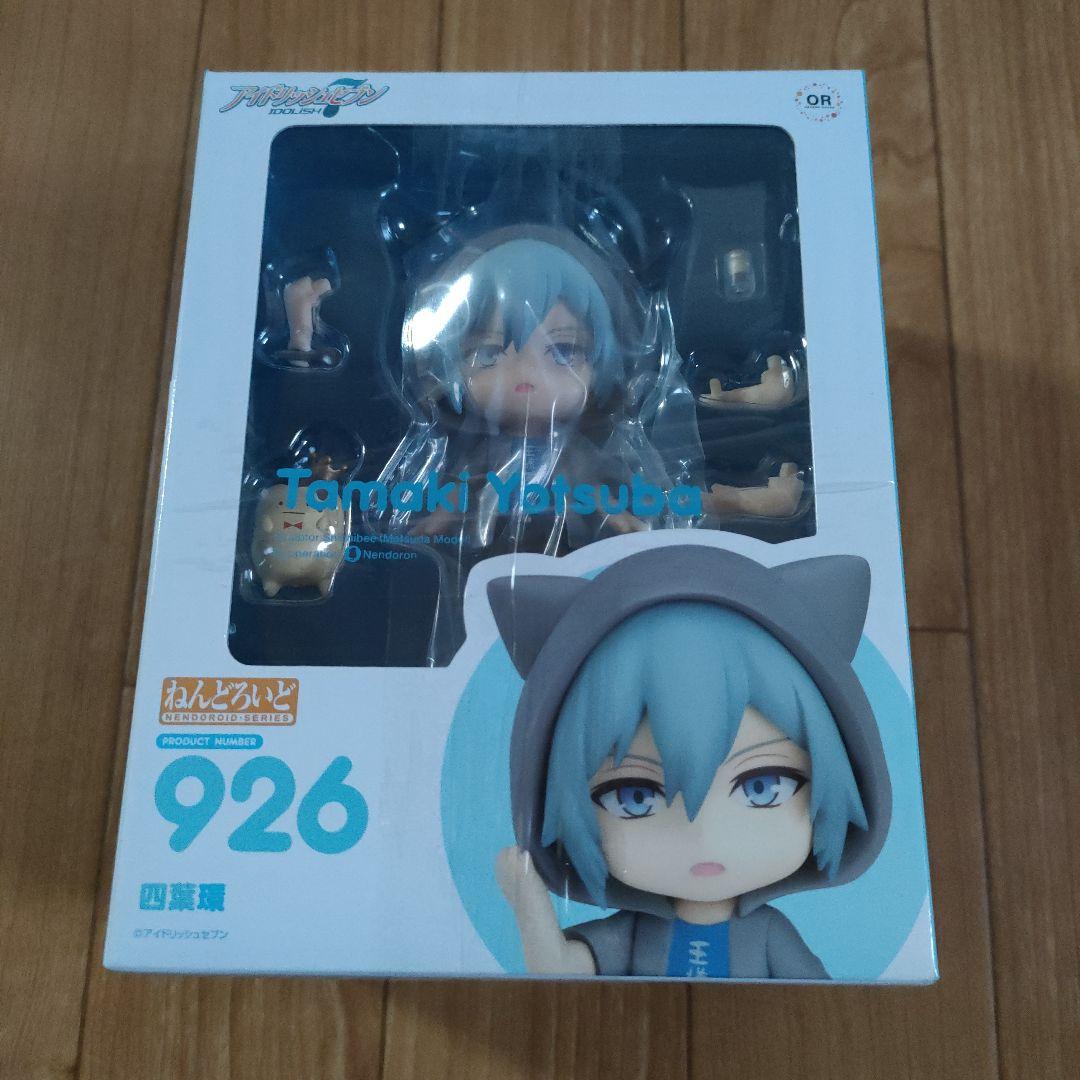 アイドリッシュセブン
IDOLiSH7
OR
Tamaki Yotsuba
Nendoron
ねんどろいど
NENDOROID·SERIES
PRODUCT NUMBER
926
四葉環
©アイドリッシュセブン
王様